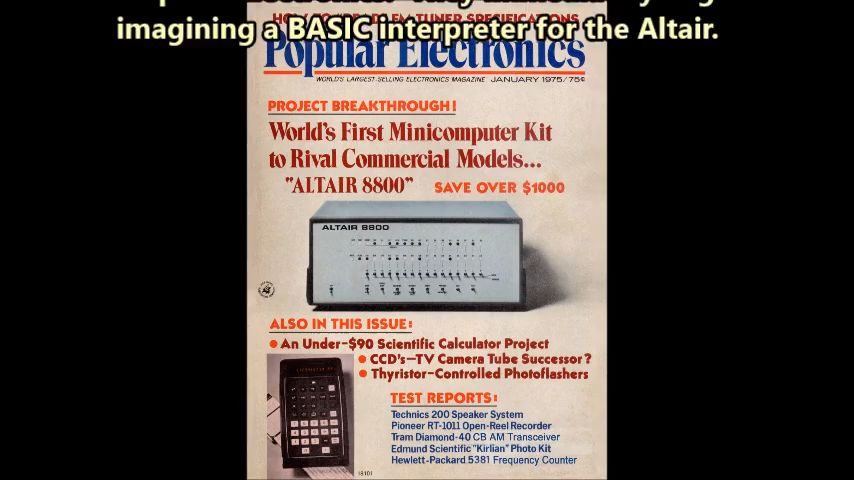 imagining a BASIC interpreter for the Altair.
Popular Electronics
WORLD'S LARGEST-SELLING ELECTRONICS MAGAZINE JANUARY 1975/75¢
PROJECT BREAKTHROUGH!
World's First Minicomputer Kit
to Rival Commercial Models...
"ALTAIR 8800" SAVE OVER $1000
ALTAIR 8800
ALSO IN THIS ISSUE:
● An Under-$90 Scientific Calculator Project
● CCD's—TV Camera Tube Successor?
● Thyristor-Controlled Photoflashers
TEST REPORTS:
Technics 200 Speaker System
Pioneer RT-1011 Open-Reel Recorder
Tram Diamond-40 CB AM Transceiver
Edmund Scientific "Kirlian" Photo Kit
Hewlett-Packard 5381 Frequency Counter
18101